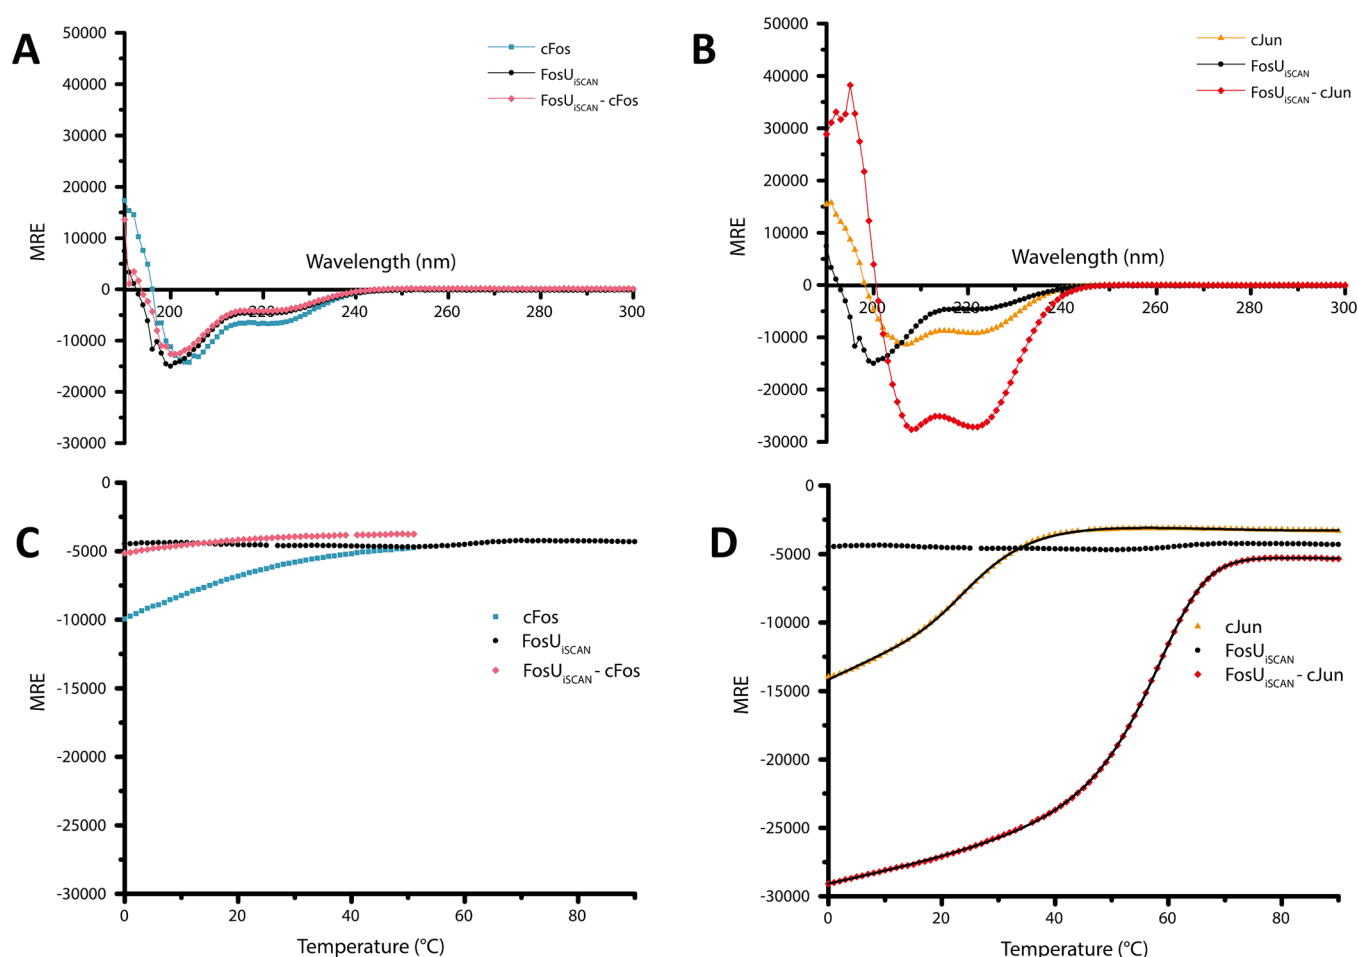 A
50000
40000
30000
20000
10000
0
-10000
-20000
-30000
MRE
Wavelength (nm)
200
220
240
260
280
300
cFos
FosUiSCAN
FosUiSCAN - cFos
B
50000
40000
30000
20000
10000
0
-10000
-20000
-30000
MRE
Wavelength (nm)
200
220
240
260
280
300
cJun
FosUiSCAN
FosUiSCAN - cJun
C
0
-5000
-10000
-15000
-20000
-25000
-30000
MRE
cFos
FosUiSCAN
FosUiSCAN - cFos
0
20
40
60
80
Temperature (°C)
D
0
-5000
-10000
-15000
-20000
-25000
-30000
MRE
cJun
FosUiSCAN
FosUiSCAN - cJun
0
20
40
60
80
Temperature (°C)